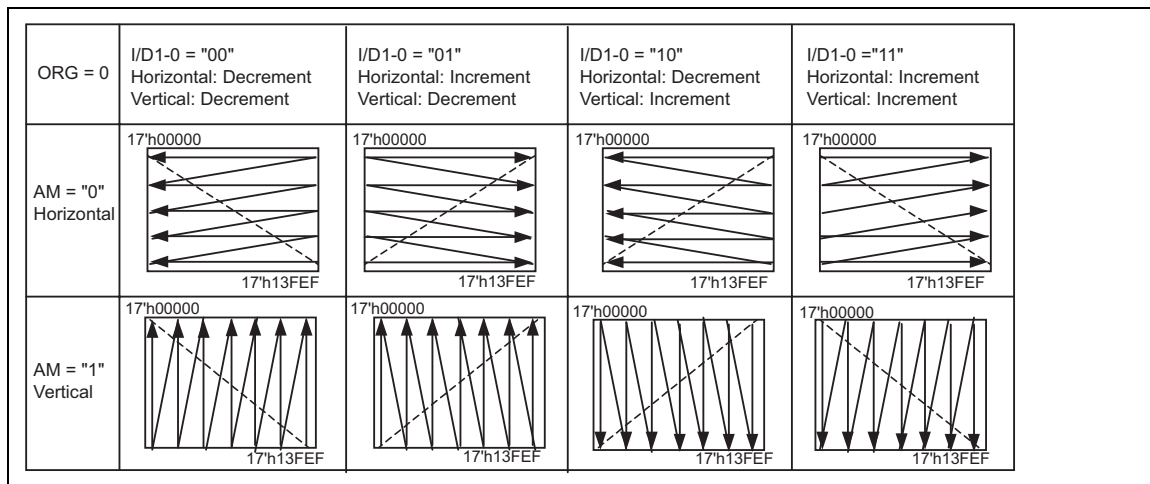 ORG = 0
I/D1-0 = "00"
Horizontal: Decrement
Vertical: Decrement
I/D1-0 = "01"
Horizontal: Increment
Vertical: Decrement
I/D1-0 = "10"
Horizontal: Decrement
Vertical: Increment
I/D1-0 ="11"
Horizontal: Increment
Vertical: Increment
AM = "0"
Horizontal
17'h00000
17'h13FEF
17'h00000
17'h13FEF
17'h00000
17'h13FEF
17'h00000
17'h13FEF
AM = "1"
Vertical
17'h00000
17'h13FEF
17'h00000
17'h13FEF
17'h00000
17'h13FEF
17'h00000
17'h13FEF